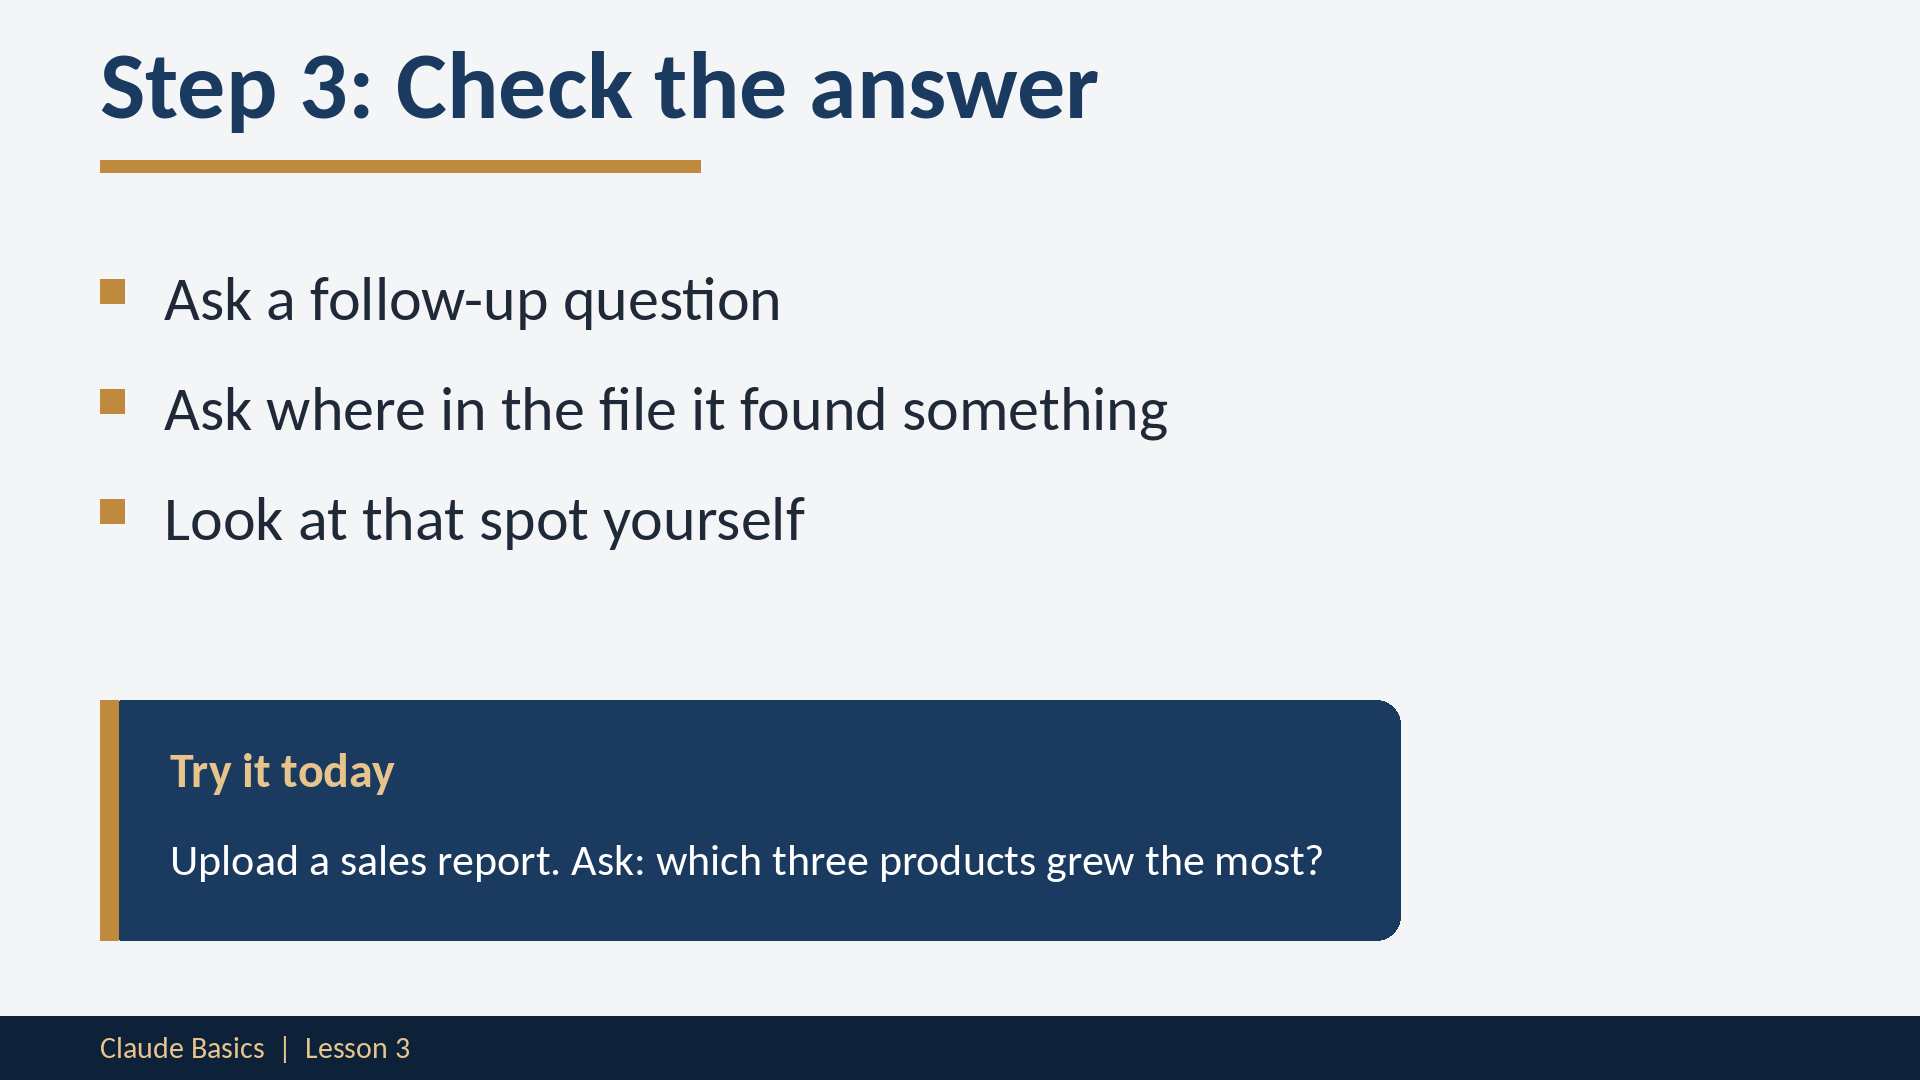 Step 3: Check the answer
Ask a follow-up question
Ask where in the file it found something
Look at that spot yourself
Try it today
Upload a sales report. Ask: which three products grew the most?
Claude Basics | Lesson 3